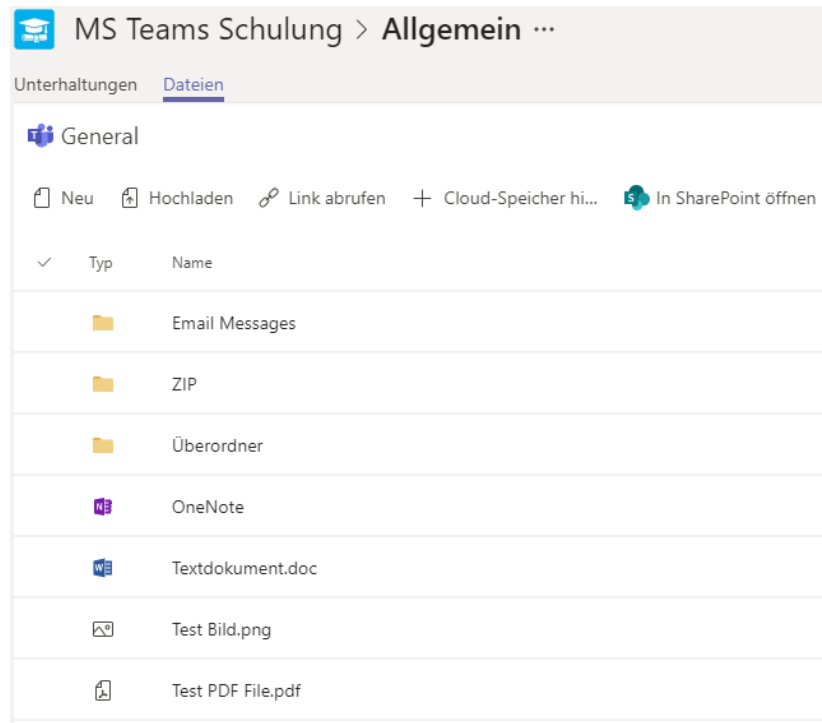 MS Teams Schulung > Allgemein ...
Unterhaltungen Dateien
General
Neu Hochladen Link abrufen + Cloud-Speicher hi... In SharePoint öffnen
Typ Name
Email Messages
ZIP
Überordner
OneNote
Textdokument.doc
Test Bild.png
Test PDF File.pdf